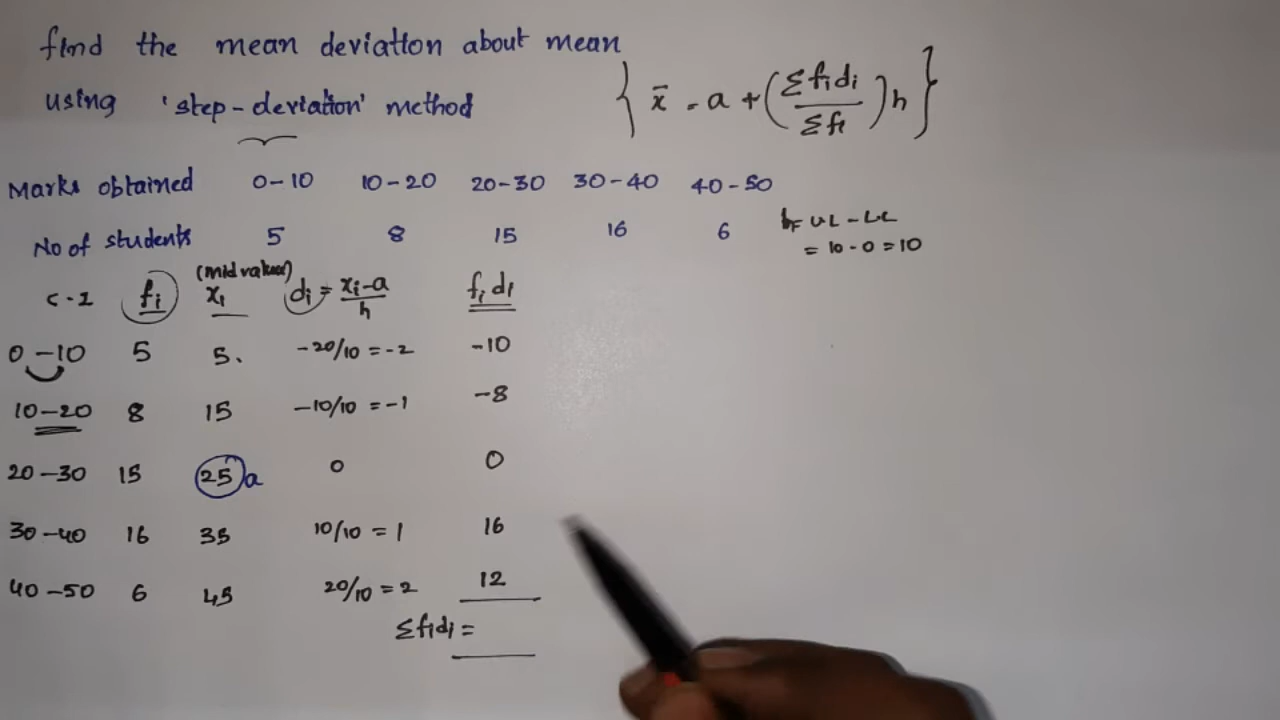 find the mean deviation about mean
using 'step-deviation' method
{ x̄ = a + (Σfidi / Σfi) h }
Marks obtained 0-10 10-20 20-30 30-40 40-50
No of students 5 8 15 16 6
h = UL - LL
= 10 - 0 = 10
C-I fi (mid values) xi di = xi-a/h fidi
0-10 5 5. -20/10 = -2 -10
10-20 8 15 -10/10 = -1 -8
20-30 15 25 a 0 0
30-40 16 35 10/10 = 1 16
40-50 6 45 20/10 = 2 12
Σfidi =